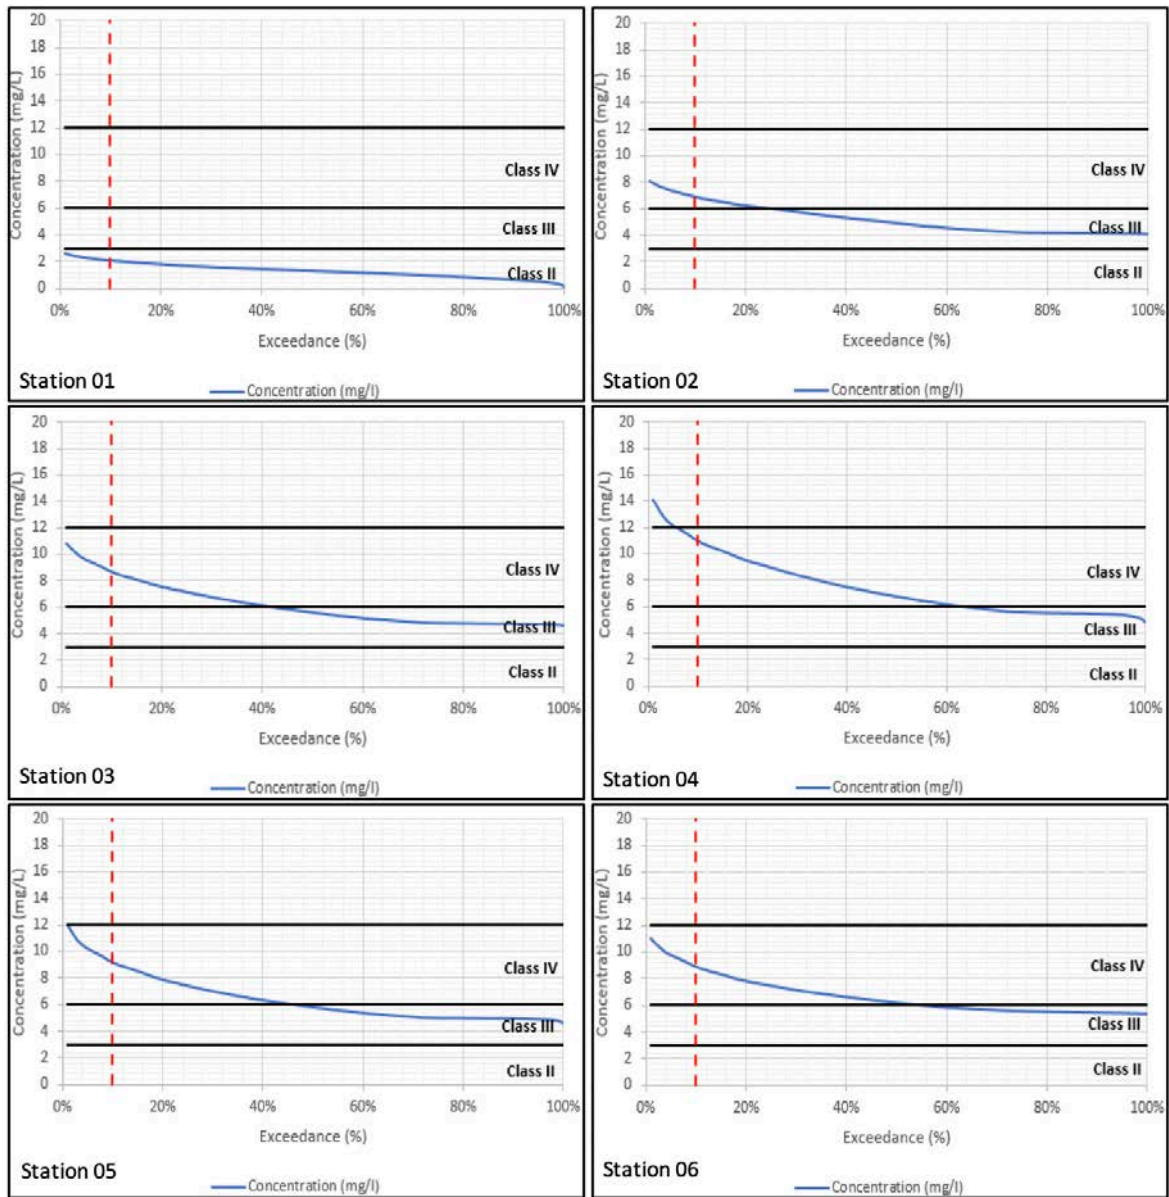 Concentration (mg/L)
20
18
16
14
12
10
8
6
4
2
0
Class IV
Class III
Class II
0%
20%
40%
60%
80%
100%
Exceedance (%)
Station 01
Concentration (mg/l)
Concentration (mg/L)
20
18
16
14
12
10
8
6
4
2
0
Class IV
Class III
Class II
0%
20%
40%
60%
80%
100%
Exceedance (%)
Station 02
Concentration (mg/l)
Concentration (mg/L)
20
18
16
14
12
10
8
6
4
2
0
Class IV
Class III
Class II
0%
20%
40%
60%
80%
100%
Exceedance (%)
Station 03
Concentration (mg/l)
Concentration (mg/L)
20
18
16
14
12
10
8
6
4
2
0
Class IV
Class III
Class II
0%
20%
40%
60%
80%
100%
Exceedance (%)
Station 04
Concentration (mg/l)
Concentration (mg/L)
20
18
16
14
12
10
8
6
4
2
0
Class IV
Class III
Class II
0%
20%
40%
60%
80%
100%
Exceedance (%)
Station 05
Concentration (mg/l)
Concentration (mg/L)
20
18
16
14
12
10
8
6
4
2
0
Class IV
Class III
Class II
0%
20%
40%
60%
80%
100%
Exceedance (%)
Station 06
Concentration (mg/l)